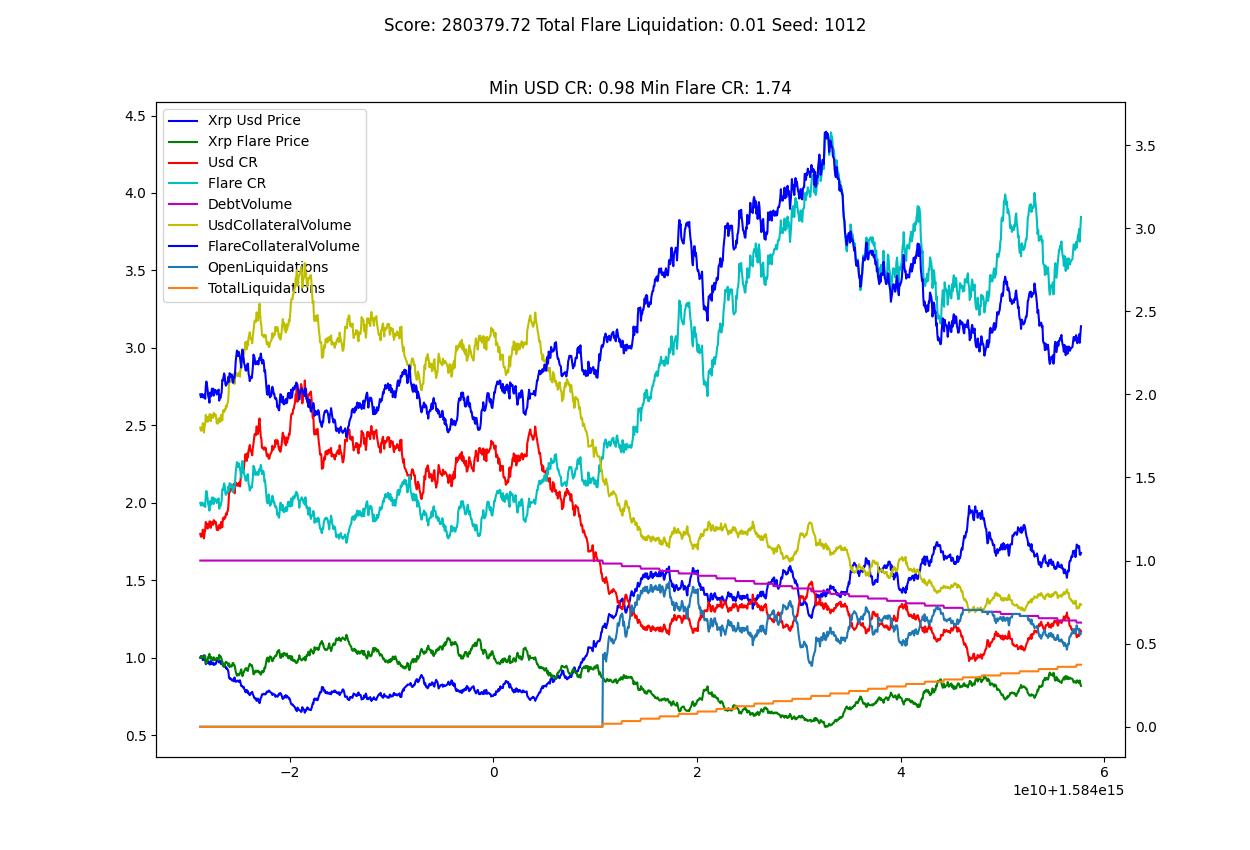 Score: 280379.72 Total Flare Liquidation: 0.01 Seed: 1012
Min USD CR: 0.98 Min Flare CR: 1.74
Xrp Usd Price
Xrp Flare Price
Usd CR
Flare CR
DebtVolume
UsdCollateralVolume
FlareCollateralVolume
OpenLiquidations
TotalLiquidations
4.5
4.0
3.5
3.0
2.5
2.0
1.5
1.0
0.5
3.5
3.0
2.5
2.0
1.5
1.0
0.5
0.0
−2
0
2
4
6
1e10+1.584e15